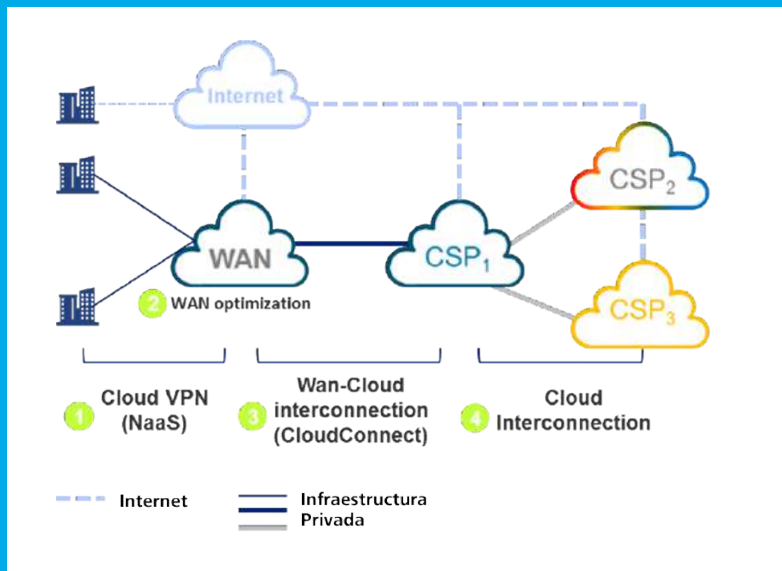 Internet
CSP₂
WAN
CSP₁
CSP₃
2 WAN optimization
1 Cloud VPN
(NaaS)
3 Wan-Cloud
interconnection
(CloudConnect)
4 Cloud
Interconnection
Internet
Infraestructura
Privada